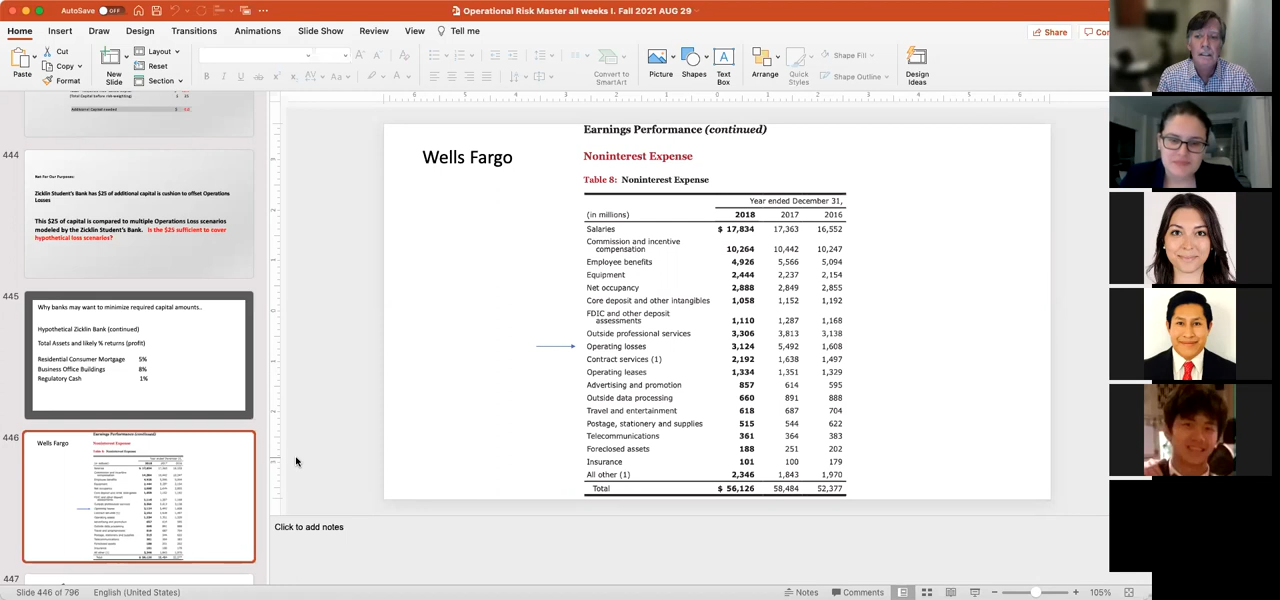 AutoSave OFF
Operational Risk Master all weeks I. Fall 2021 AUG 29
Home Insert Draw Design Transitions Animations Slide Show Review View Tell me
Share
Paste
Cut
Copy
Format
New Slide
Layout
Reset
Section
Convert to SmartArt
Picture
Shapes
Text Box
Arrange
Quick Styles
Shape Fill
Shape Outline
Design Ideas
Additional Capital needed
444
Not For Our Purposes:
Zicklin Student's Bank has $25 of additional capital is cushion to offset Operations
Losses
This $25 of capital is compared to multiple Operations Loss scenarios
modeled by the Zicklin Student's Bank. Is the $25 sufficient to cover
hypothetical loss scenarios?
445
Why banks may want to minimize required capital amounts..
Hypothetical Zicklin Bank (continued)
Total Assets and likely % returns (profit)
Residential Consumer Mortgage 5%
Business Office Buildings 8%
Regulatory Cash 1%
446
Wells Fargo
447
Wells Fargo
Earnings Performance (continued)
Noninterest Expense
Table 8: Noninterest Expense
Year ended December 31,
(in millions) 2018 2017 2016
Salaries $ 17,834 17,363 16,552
Commission and incentive
compensation 10,264 10,442 10,247
Employee benefits 4,926 5,566 5,094
Equipment 2,444 2,237 2,154
Net occupancy 2,888 2,849 2,855
Core deposit and other intangibles 1,058 1,152 1,192
FDIC and other deposit
assessments 1,110 1,287 1,168
Outside professional services 3,306 3,813 3,138
Operating losses 3,124 5,492 1,608
Contract services (1) 2,192 1,638 1,497
Operating leases 1,334 1,351 1,329
Advertising and promotion 857 614 595
Outside data processing 660 891 888
Travel and entertainment 618 687 704
Postage, stationery and supplies 515 544 622
Telecommunications 361 364 383
Foreclosed assets 188 251 202
Insurance 101 100 179
All other (1) 2,346 1,843 1,970
Total $ 56,126 58,484 52,377
Click to add notes
Slide 446 of 796 English (United States)
Notes Comments 105%